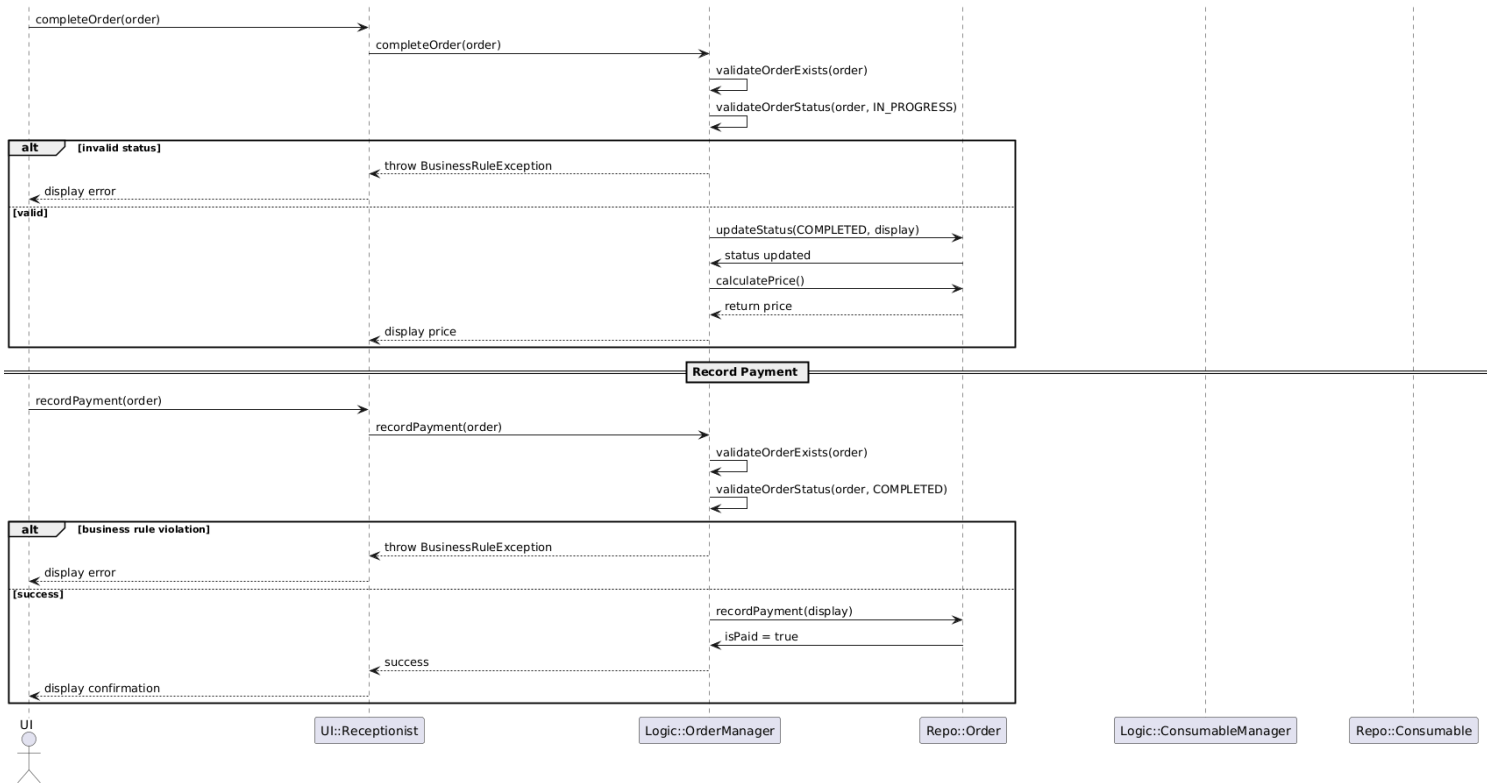 completeOrder(order)
completeOrder(order)
validateOrderExists(order)
validateOrderStatus(order, IN_PROGRESS)
alt [invalid status]
throw BusinessRuleException
display error
[valid]
updateStatus(COMPLETED, display)
status updated
calculatePrice()
return price
display price
Record Payment
recordPayment(order)
recordPayment(order)
validateOrderExists(order)
validateOrderStatus(order, COMPLETED)
alt [business rule violation]
throw BusinessRuleException
display error
[success]
recordPayment(display)
isPaid = true
success
display confirmation
UI UI::Receptionist Logic::OrderManager Repo::Order Logic::ConsumableManager Repo::Consumable